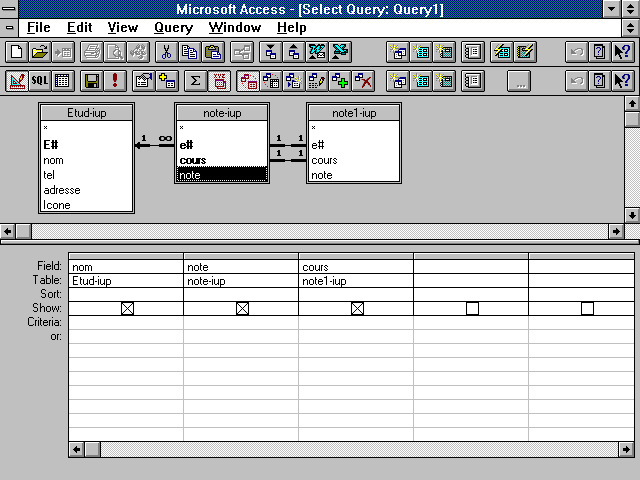 Microsoft Access - [Select Query: Query1]
File Edit View Query Window Help
SQL Σ XYZ ...
Etud-iup
*
E#
nom
tel
adresse
Icone
1 ∞
note-iup
*
e#
cours
note
1 1
1 1
note1-iup
*
e#
cours
note
Field: nom note cours
Table: Etud-iup note-iup note1-iup
Sort:
Show:
Criteria:
or: